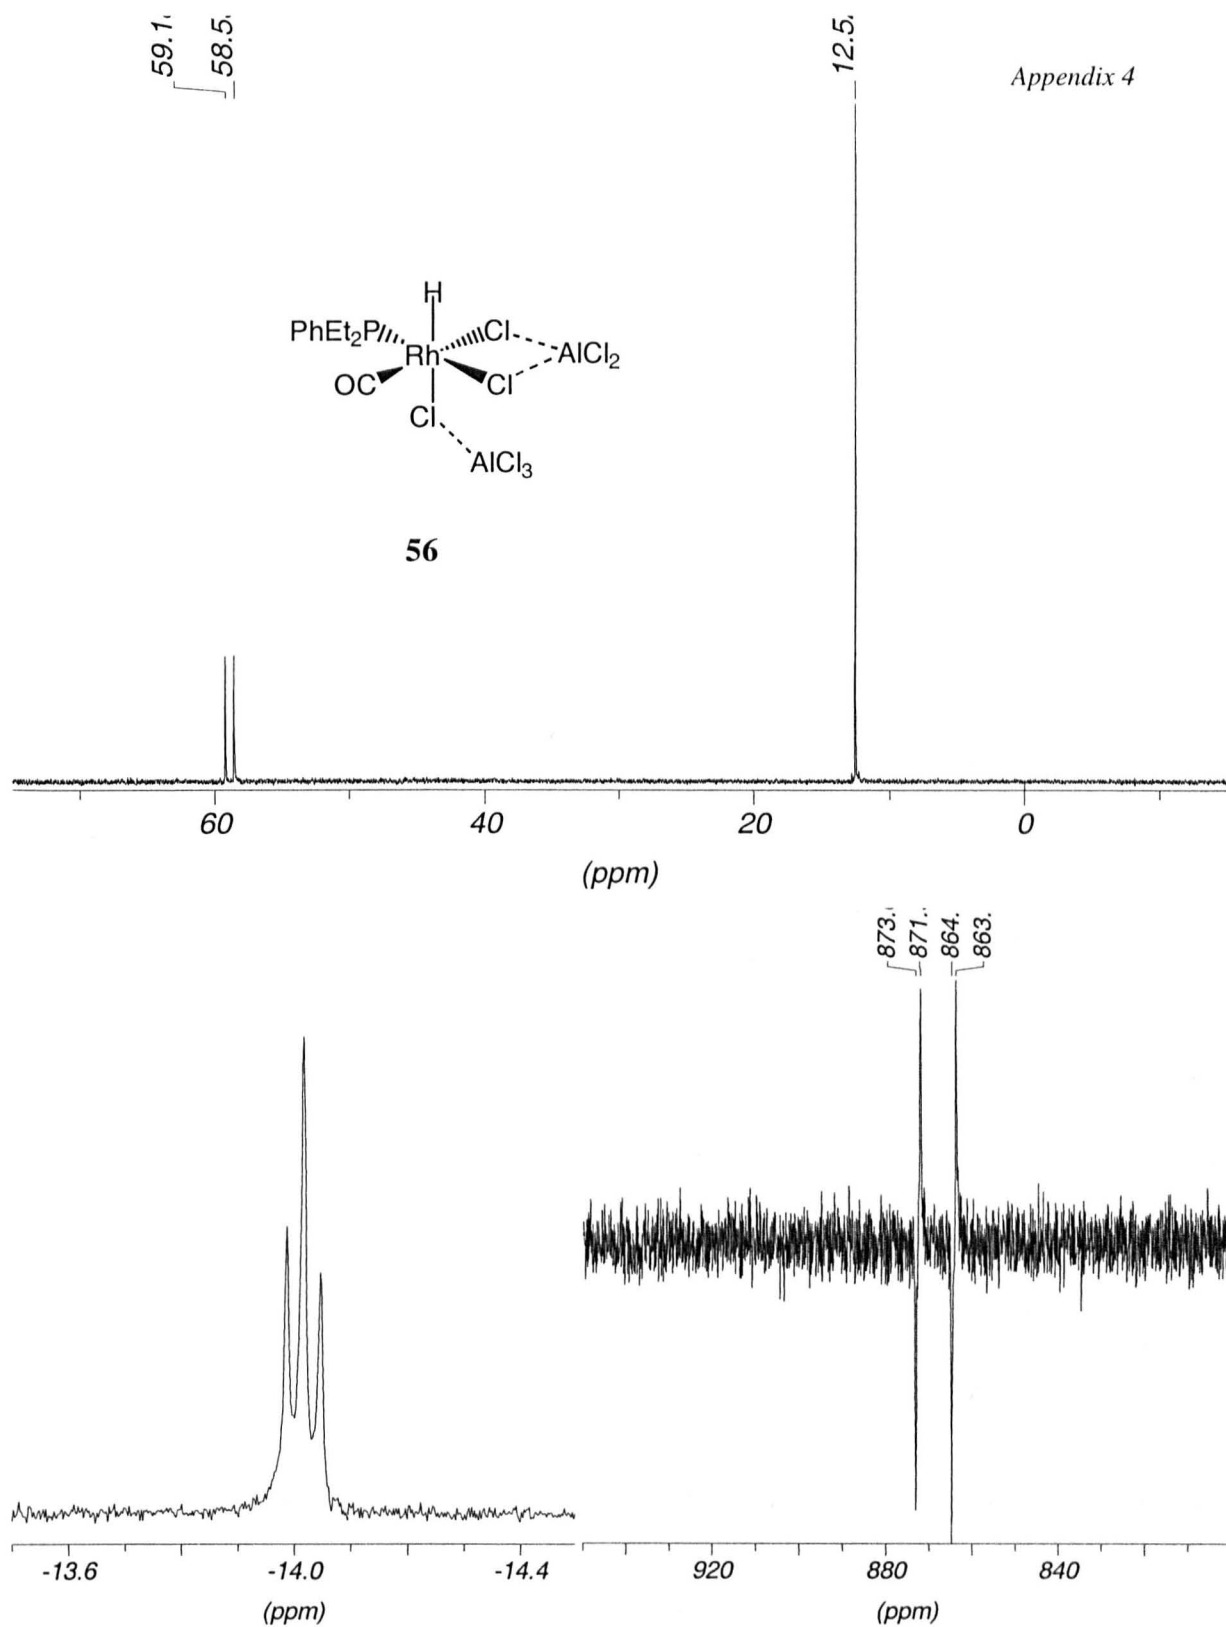 59.1
58.5
12.5
Appendix 4
H
PhEt2P
Rh
Cl
AlCl2
OC
Cl
Cl
AlCl3
56
60 40 20 0
(ppm)
873.
871.
864.
863.
-13.6 -14.0 -14.4
(ppm)
920 880 840
(ppm)